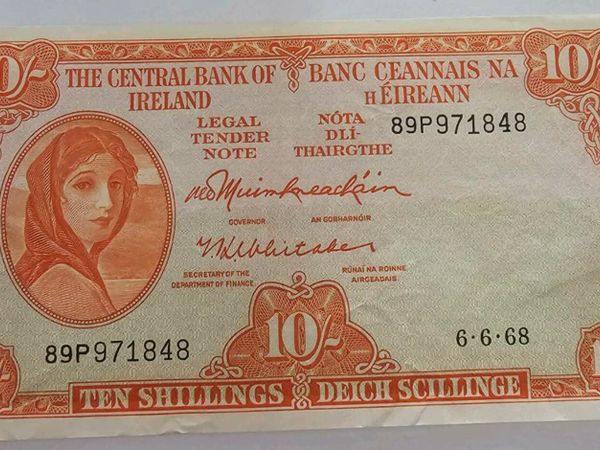 10/-
THE CENTRAL BANK OF IRELAND
BANC CEANNAIS NA hÉIREANN
10/-
LEGAL TENDER NOTE
NÓTA DLÍ-THAIRGTHE
89P971848
GOVERNOR
AN GOBHARNÓIR
T K Whitaker
SECRETARY OF THE DEPARTMENT OF FINANCE
RÚNAÍ NA ROINNE AIRGEADAIS
89P971848
10/-
6·6·68
TEN SHILLINGS
DEICH SCILLINGE